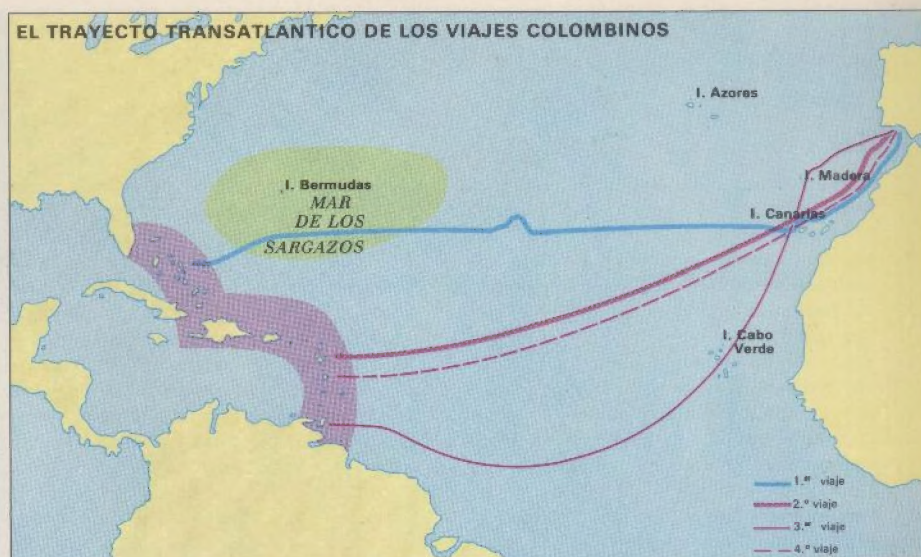 EL TRAYECTO TRANSATLANTICO DE LOS VIAJES COLOMBINOS
I. Azores
I. Madera
I. Bermudas
MAR
DE LOS
SARGAZOS
I. Canarias
I. Cabo
Verde
1.er viaje
2.º viaje
3.er viaje
4.º viaje